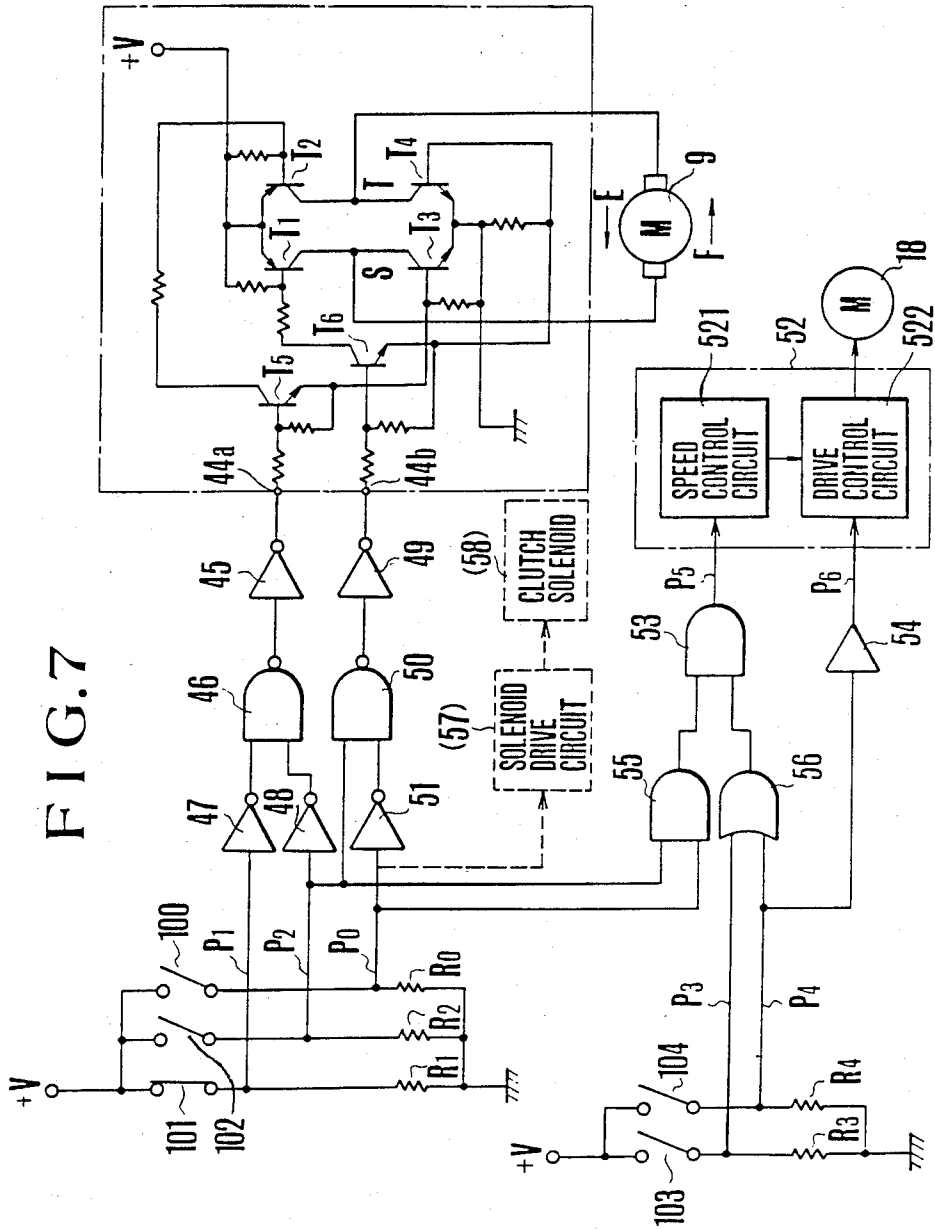 FIG.7
+V
101
102
100
P1
P2
P0
R1
R2
R0
47
48
51
46
50
45
49
44a
44b
T5
T6
T1
T2
S
T
T3
T4
+V
E
M
F
9
(57)
SOLENOID
DRIVE
CIRCUIT
(58)
CLUTCH
SOLENOID
+V
103
104
P3
P4
R3
R4
55
56
53
54
P5
P6
52
521
SPEED
CONTROL
CIRCUIT
522
DRIVE
CONTROL
CIRCUIT
M
18